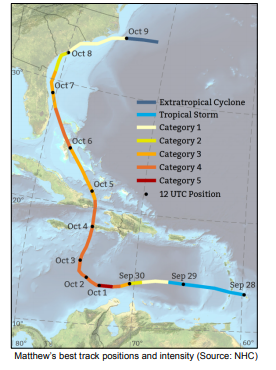 Oct 9
Oct 8
30°
Oct 7
Extratropical Cyclone
Tropical Storm
Category 1
Category 2
Category 3
Category 4
Category 5
12 UTC Position
Oct 6
Oct 5
20°
Oct 4
Oct 3
Oct 2
Oct 1
Sep 30
Sep 29
Sep 28
10°
80°
70°
60°
Matthew's best track positions and intensity (Source: NHC)